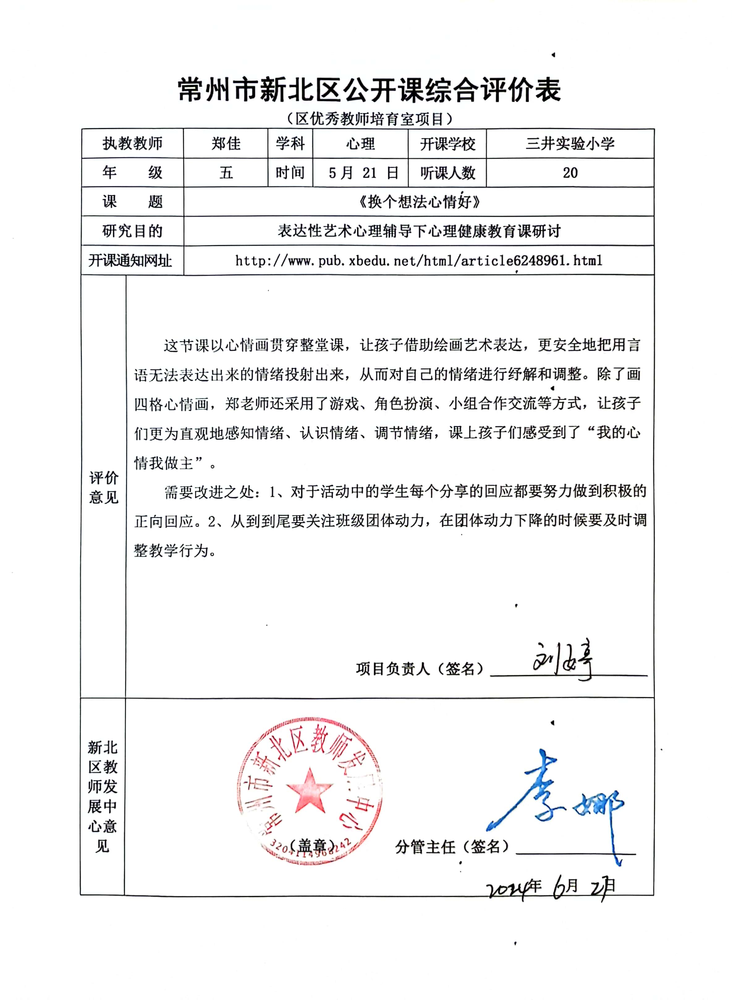 常州市新北区公开课综合评价表
（区优秀教师培育室项目）
执教教师 郑佳 学科 心理 开课学校 三井实验小学
年 级 五 时间 5月 21 日 听课人数 20
课 题 《换个想法心情好》
研究目的 表达性艺术心理辅导下心理健康教育课研讨
开课通知网址 http://www.pub.xbedu.net/html/article6248961.html
评价
意见
这节课以心情画贯穿整堂课，让孩子借助绘画艺术表达，更安全地把用言
语无法表达出来的情绪投射出来，从而对自己的情绪进行纾解和调整。除了画
四格心情画，郑老师还采用了游戏、角色扮演、小组合作交流等方式，让孩子
们更为直观地感知情绪、认识情绪、调节情绪，课上孩子们感受到了“我的心
情我做主”。
需要改进之处：1、对于活动中的学生每个分享的回应都要努力做到积极的
正向回应。2、从到到尾要关注班级团体动力，在团体动力下降的时候要及时调
整教学行为。
项目负责人（签名） 刘婷
新北
区教
师发
展中
心意
见
常州市新北区教师发展中心
3204114968242
（盖章）
李娜
分管主任（签名）
2024年 6月 27日